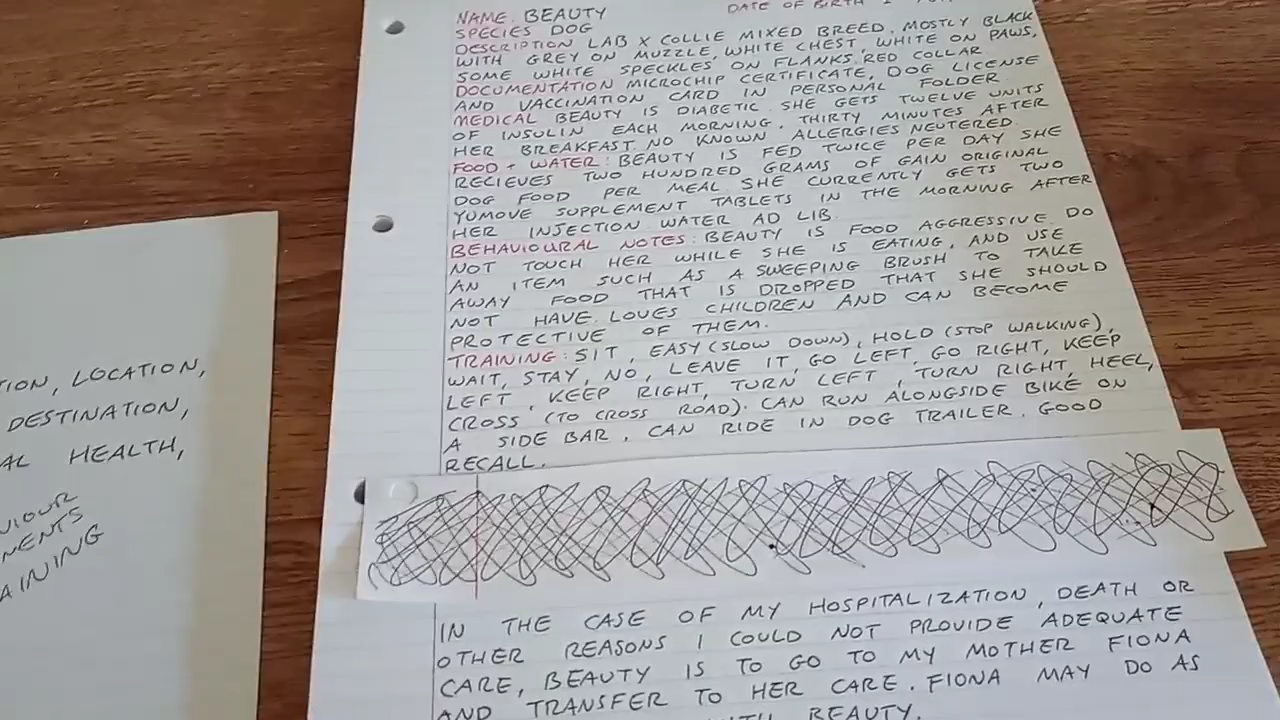 NAME. BEAUTY DATE OF BIRTH
SPECIES DOG
DESCRIPTION LAB X COLLIE MIXED BREED. MOSTLY BLACK
WITH GREY ON MUZZLE, WHITE CHEST, WHITE ON PAWS,
SOME WHITE SPECKLES ON FLANKS. RED COLLAR
DOCUMENTATION MICROCHIP CERTIFICATE, DOG LICENSE
AND VACCINATION CARD IN PERSONAL FOLDER
MEDICAL BEAUTY IS DIABETIC. SHE GETS TWELVE UNITS
OF INSULIN EACH MORNING, THIRTY MINUTES AFTER
HER BREAKFAST. NO KNOWN ALLERGIES NEUTERED.
FOOD + WATER: BEAUTY IS FED TWICE PER DAY SHE
RECIEVES TWO HUNDRED GRAMS OF GAIN ORIGINAL
DOG FOOD PER MEAL. SHE CURRENTLY GETS TWO
YUMOVE SUPPLEMENT TABLETS IN THE MORNING AFTER
HER INJECTION. WATER AD LIB.
BEHAVIOURAL NOTES: BEAUTY IS FOOD AGGRESSIVE. DO
NOT TOUCH HER WHILE SHE IS EATING, AND USE
AN ITEM SUCH AS A SWEEPING BRUSH TO TAKE
AWAY FOOD THAT IS DROPPED THAT SHE SHOULD
NOT HAVE. LOVES CHILDREN AND CAN BECOME
PROTECTIVE OF THEM.
TRAINING: SIT, EASY (SLOW DOWN), HOLD (STOP WALKING),
WAIT, STAY, NO, LEAVE IT, GO LEFT, GO RIGHT, KEEP
LEFT, KEEP RIGHT, TURN LEFT, TURN RIGHT, HEEL,
CROSS (TO CROSS ROAD). CAN RUN ALONGSIDE BIKE ON
A SIDE BAR. CAN RIDE IN DOG TRAILER. GOOD
RECALL.
IN THE CASE OF MY HOSPITALIZATION, DEATH OR
OTHER REASONS I COULD NOT PROVIDE ADEQUATE
CARE, BEAUTY IS TO GO TO MY MOTHER FIONA
AND TRANSFER TO HER CARE. FIONA MAY DO AS
WITH BEAUTY.
TION, LOCATION,
DESTINATION,
AL HEALTH,
VIOUR
MENTS
AINING